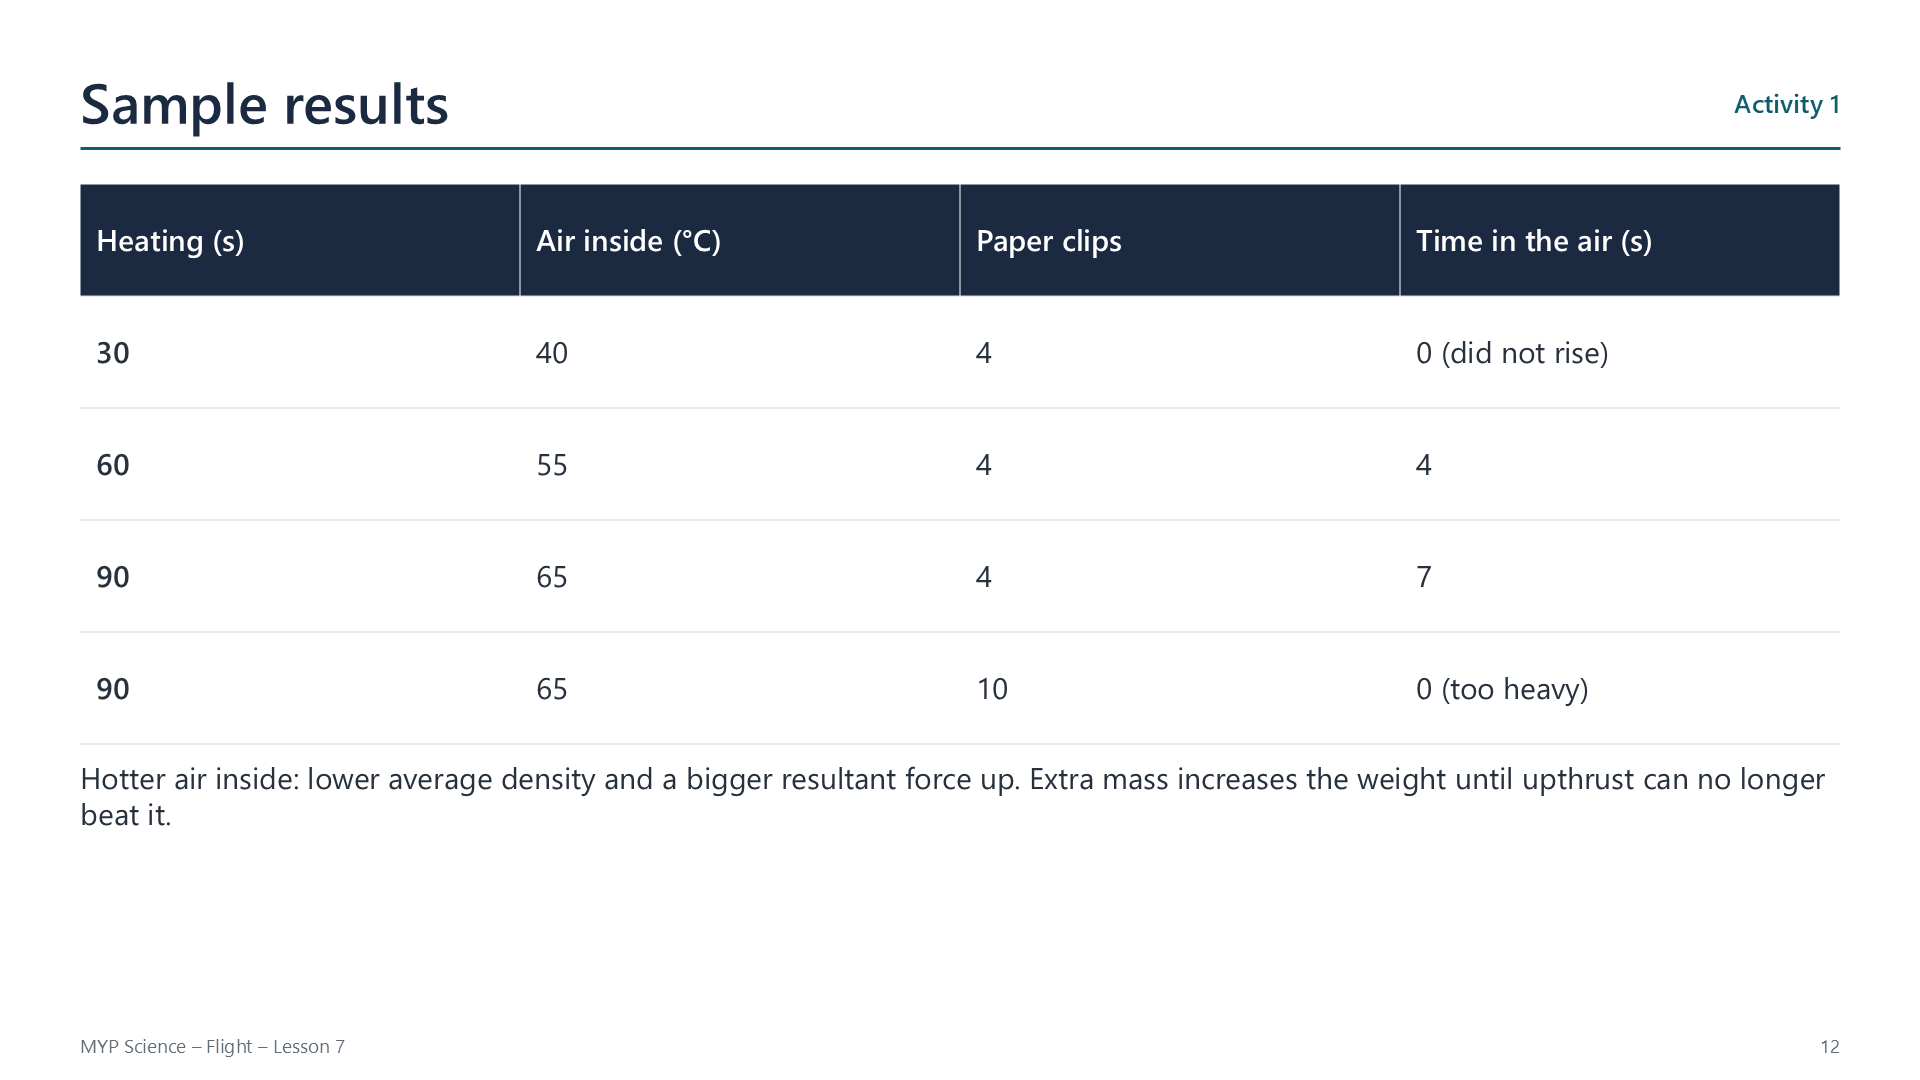 Sample results
Activity 1
Heating (s) Air inside (°C) Paper clips Time in the air (s)
30 40 4 0 (did not rise)
60 55 4 4
90 65 4 7
90 65 10 0 (too heavy)
Hotter air inside: lower average density and a bigger resultant force up. Extra mass increases the weight until upthrust can no longer
beat it.
MYP Science – Flight – Lesson 7
12